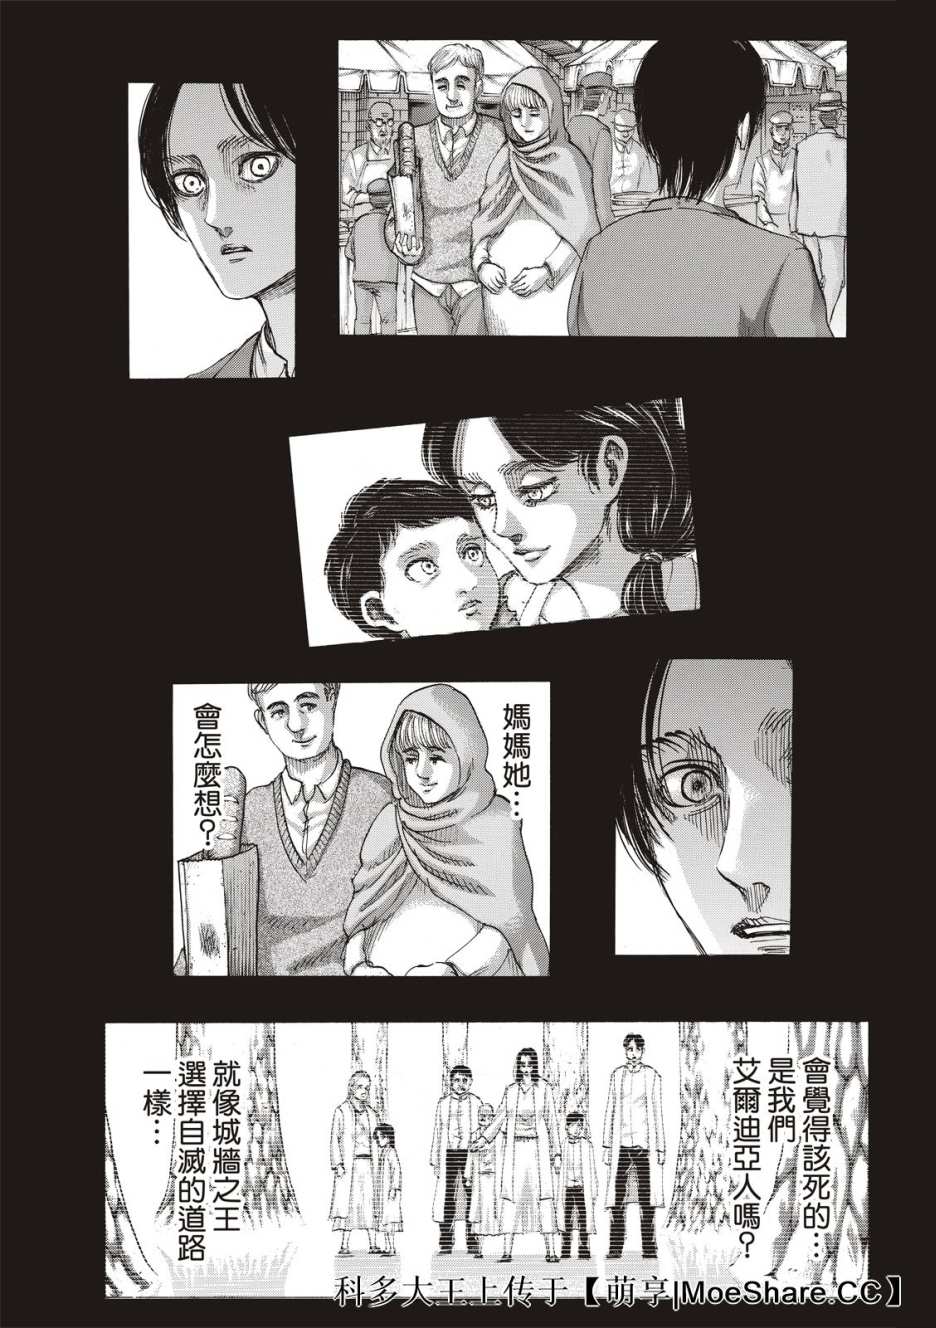 媽媽她…
會怎麼想?
會覺得該死的…
是我們
艾爾迪亞人嗎?
就像城牆之王
選擇自滅的道路
一樣…
科多大王上传于【萌亨|MoeShare.CC】